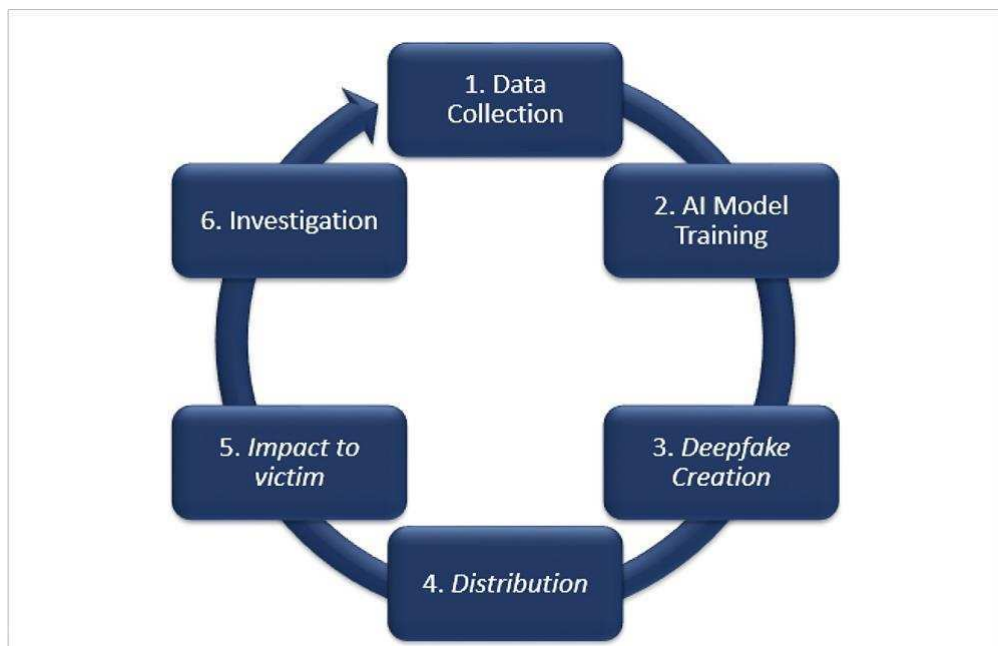 1. Data
Collection
2. AI Model
Training
3. Deepfake
Creation
4. Distribution
5. Impact to
victim
6. Investigation